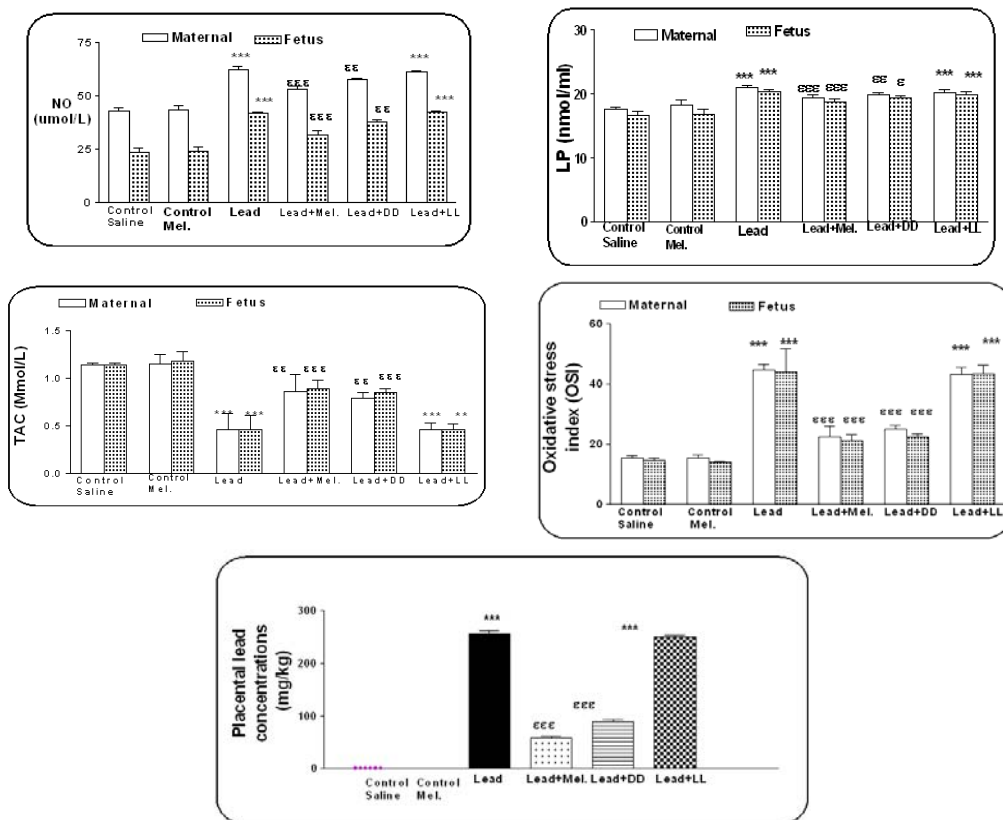 Maternal Fetus
NO
(umol/L)
75
50
25
0
***
***
εεε
εεε
εε
εε
***
***
Control
Saline
Control
Mel.
Lead
Lead+Mel.
Lead+DD
Lead+LL
Maternal Fetus
LP (nmol/ml)
30
20
10
0
*** ***
εεε εεε
εε ε
*** ***
Control
Saline
Control
Mel.
Lead
Lead+Mel.
Lead+DD
Lead+LL
Maternal Fetus
TAC (Mmol/L)
1.5
1.0
0.5
0.0
*** ***
εε εεε
εε εεε
*** **
Control
Saline
Control
Mel.
Lead
Lead+Mel.
Lead+DD
Lead+LL
Maternal
Fetus
Oxidative stress
index (OSI)
60
40
20
0
*** ***
εεε εεε
εεε εεε
*** ***
Control
Saline
Control
Mel.
Lead
Lead+Mel.
Lead+DD
Lead+LL
Placental lead
concentrations
(mg/kg)
300
200
100
0
***
εεε
εεε
***
Control
Saline
Control
Mel.
Lead
Lead+Mel.
Lead+DD
Lead+LL